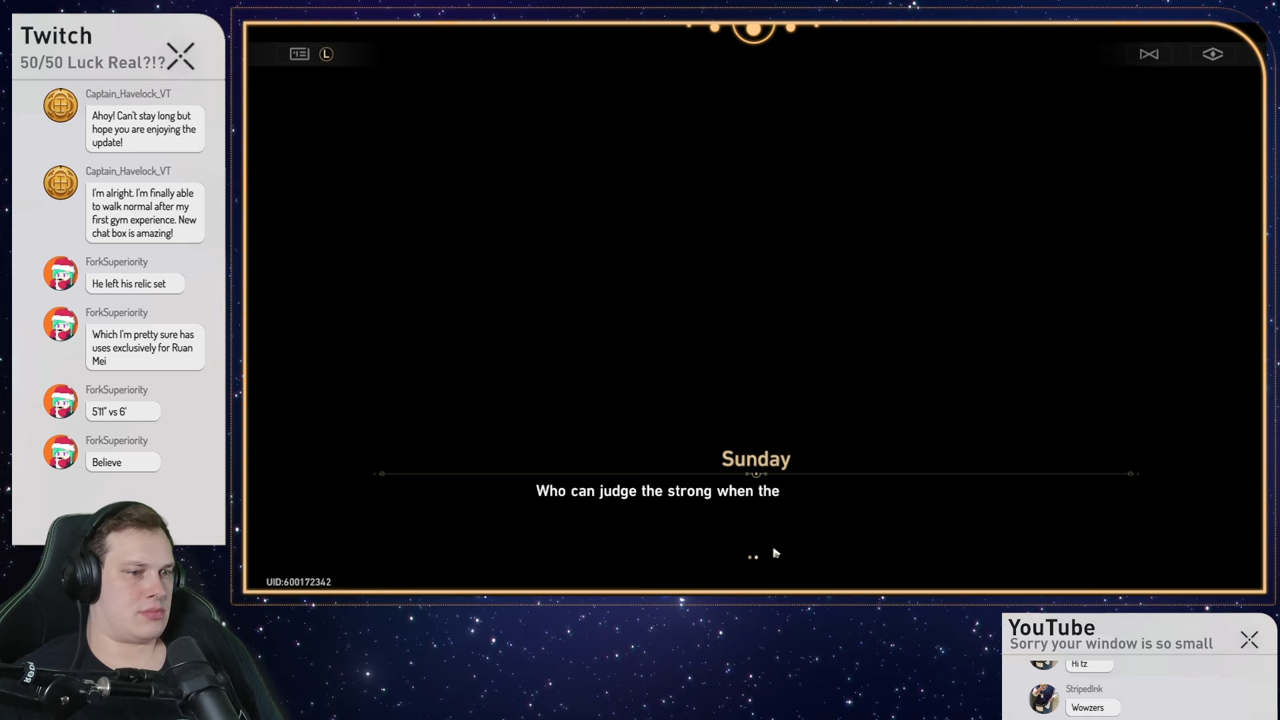 Twitch
50/50 Luck Real?!?
Captain_Havelock_VT
Ahoy! Can't stay long but
hope you are enjoying the
update!
Captain_Havelock_VT
I'm alright. I'm finally able
to walk normal after my
first gym experience. New
chat box is amazing!
ForkSuperiority
He left his relic set
ForkSuperiority
Which I'm pretty sure has
uses exclusively for Ruan
Mei
ForkSuperiority
5'11" vs 6'
ForkSuperiority
Believe
L
Sunday
Who can judge the strong when the
UID:600172342
YouTube
Sorry your window is so small
Hi tz
StripedInk
Wowzers